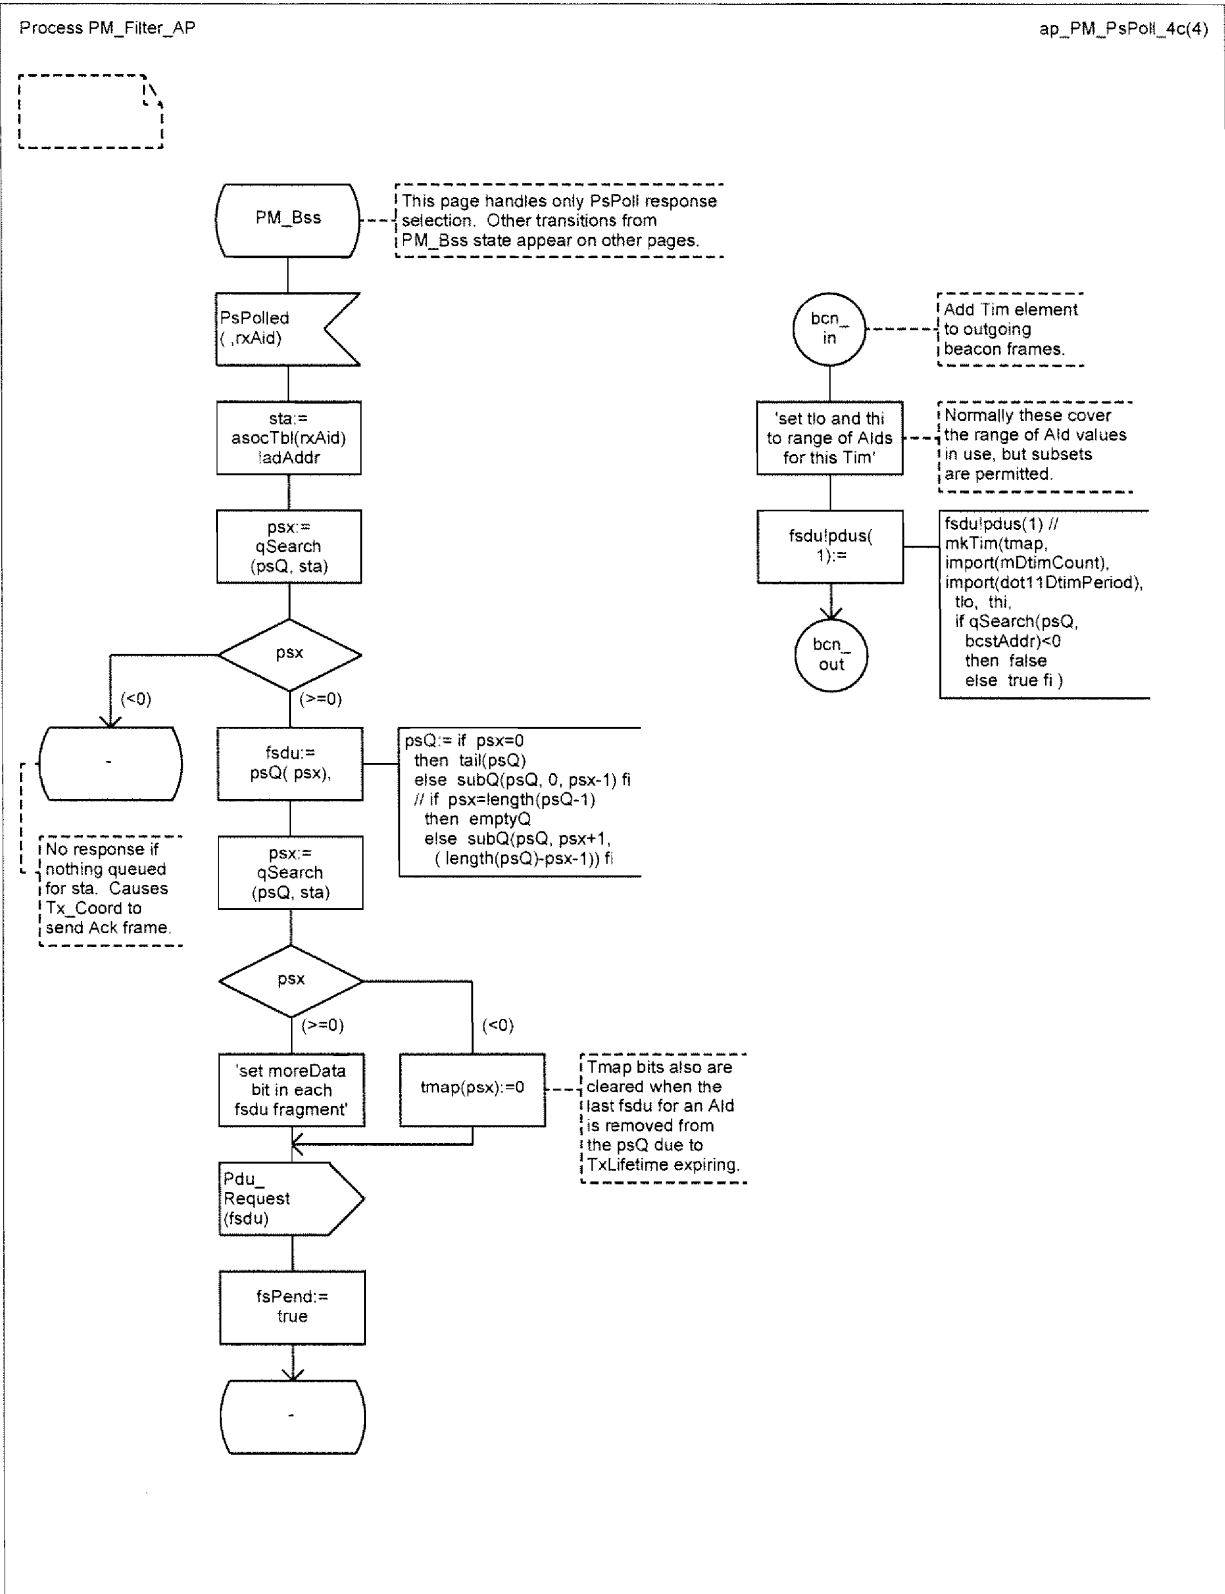 Process PM_Filter_AP
ap_PM_PsPoll_4c(4)
PM_Bss
This page handles only PsPoll response
selection. Other transitions from
PM_Bss state appear on other pages.
PsPolled
( ,rxAid)
sta:=
asocTbl(rxAid)
!adAddr
psx:=
qSearch
(psQ, sta)
psx
(<0)
(>=0)
-
No response if
nothing queued
for sta. Causes
Tx_Coord to
send Ack frame.
fsdu:=
psQ( psx),
psQ:= if psx=0
then tail(psQ)
else subQ(psQ, 0, psx-1) fi
// if psx=length(psQ-1)
then emptyQ
else subQ(psQ, psx+1,
( length(psQ)-psx-1)) fi
psx:=
qSearch
(psQ, sta)
psx
(>=0)
(<0)
'set moreData
bit in each
fsdu fragment'
tmap(psx):=0
Tmap bits also are
cleared when the
last fsdu for an AId
is removed from
the psQ due to
TxLifetime expiring.
Pdu_
Request
(fsdu)
fsPend:=
true
-
bcn_
in
Add Tim element
to outgoing
beacon frames.
'set tlo and thi
to range of AIds
for this Tim'
Normally these cover
the range of AId values
in use, but subsets
are permitted.
fsdu!pdus(
1):=
fsdu!pdus(1) //
mkTim(tmap,
import(mDtimCount),
import(dot11DtimPeriod),
tlo, thi,
if qSearch(psQ,
bcstAddr)<0
then false
else true fi )
bcn_
out